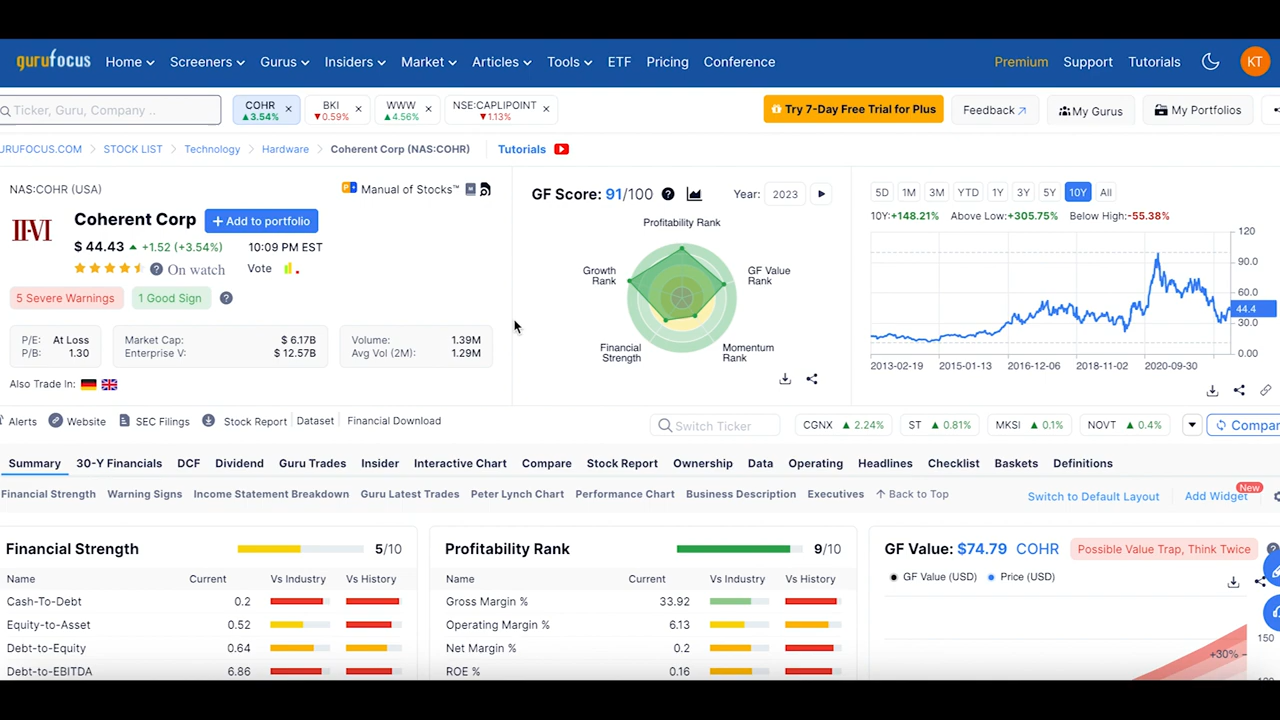 gurufocus
Home Screeners Gurus Insiders Market Articles Tools ETF Pricing Conference Premium Support Tutorials KT
Ticker, Guru, Company ..
COHR × ▲3.54%
BKI × ▼0.59%
WWW × ▲4.56%
NSE:CAPLIPOINT × ▼1.13%
Try 7-Day Free Trial for Plus
Feedback ↗
My Gurus
My Portfolios
URUFOCUS.COM > STOCK LIST > Technology > Hardware > Coherent Corp (NAS:COHR) Tutorials
NAS:COHR (USA)
Manual of Stocks™
II-VI
Coherent Corp
+ Add to portfolio
$ 44.43 ▲ +1.52 (+3.54%) 10:09 PM EST
On watch Vote
5 Severe Warnings 1 Good Sign
P/E: At Loss
P/B: 1.30
Market Cap: $ 6.17B
Enterprise V: $ 12.57B
Volume: 1.39M
Avg Vol (2M): 1.29M
Also Trade In:
GF Score: 91/100 Year: 2023
Profitability Rank
Growth Rank
GF Value Rank
Financial Strength
Momentum Rank
5D 1M 3M YTD 1Y 3Y 5Y 10Y All
10Y:+148.21% Above Low:+305.75% Below High:-55.38%
120
90.0
60.0
44.4
30.0
0.00
2013-02-19 2015-01-13 2016-12-06 2018-11-02 2020-09-30
Alerts Website SEC Filings Stock Report Dataset Financial Download
Switch Ticker
CGNX ▲ 2.24%
ST ▲ 0.81%
MKSI ▲ 0.1%
NOVT ▲ 0.4%
Compar
Summary 30-Y Financials DCF Dividend Guru Trades Insider Interactive Chart Compare Stock Report Ownership Data Operating Headlines Checklist Baskets Definitions
Financial Strength Warning Signs Income Statement Breakdown Guru Latest Trades Peter Lynch Chart Performance Chart Business Description Executives ↑ Back to Top
Switch to Default Layout Add Widget New
Financial Strength 5/10
Name Current Vs Industry Vs History
Cash-To-Debt 0.2
Equity-to-Asset 0.52
Debt-to-Equity 0.64
Debt-to-EBITDA 6.86
Profitability Rank 9/10
Name Current Vs Industry Vs History
Gross Margin % 33.92
Operating Margin % 6.13
Net Margin % 0.2
ROE % 0.16
GF Value: $74.79 COHR Possible Value Trap, Think Twice
GF Value (USD) Price (USD)
150
+30%